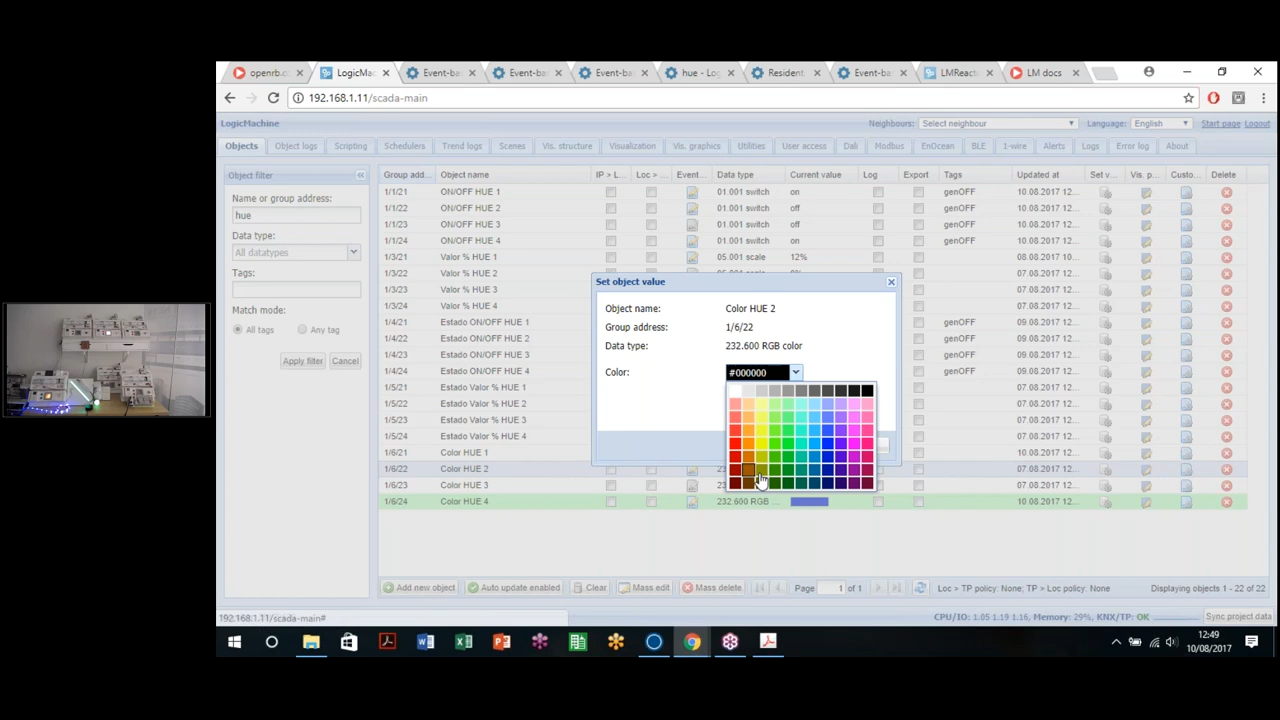 openrb.c
LogicMac
Event-ba
Event-ba
Event-ba
hue - Log
Resident
Event-ba
LMReact
LM docs
192.168.1.11/scada-main
LogicMachine
Neighbours: Select neighbour Language: English Start page Logout
Objects Object logs Scripting Schedulers Trend logs Scenes Vis. structure Visualization Vis. graphics Utilities User access Dali Modbus EnOcean BLE 1-wire Alerts Logs Error log About
Object filter
Name or group address:
hue
Data type:
All datatypes
Tags:
Match mode:
All tags Any tag
Apply filter Cancel
Group addr... Object name IP > L... Loc > ... Event... Data type Current value Log Export Tags Updated at Set v... Vis. p... Custo... Delete
1/1/21 ON/OFF HUE 1 01.001 switch on genOFF 10.08.2017 12...
1/1/22 ON/OFF HUE 2 01.001 switch off genOFF 09.08.2017 12...
1/1/23 ON/OFF HUE 3 01.001 switch off genOFF 09.08.2017 12...
1/1/24 ON/OFF HUE 4 01.001 switch on genOFF 10.08.2017 12...
1/3/21 Valor % HUE 1 05.001 scale 12% 08.08.2017 10...
1/3/22 Valor % HUE 2 07.08.2017 12...
1/3/23 Valor % HUE 3 07.08.2017 12...
1/3/24 Valor % HUE 4 07.08.2017 12...
1/4/21 Estado ON/OFF HUE 1 genOFF 09.08.2017 12...
1/4/22 Estado ON/OFF HUE 2 genOFF 09.08.2017 12...
1/4/23 Estado ON/OFF HUE 3 genOFF 09.08.2017 12...
1/4/24 Estado ON/OFF HUE 4 genOFF 09.08.2017 12...
1/5/21 Estado Valor % HUE 1 07.08.2017 12...
1/5/22 Estado Valor % HUE 2 07.08.2017 12...
1/5/23 Estado Valor % HUE 3 07.08.2017 12...
1/5/24 Estado Valor % HUE 4 07.08.2017 12...
1/6/21 Color HUE 1 10.08.2017 12...
1/6/22 Color HUE 2 07.08.2017 12...
1/6/23 Color HUE 3 07.08.2017 12...
1/6/24 Color HUE 4 232.600 RGB ... 10.08.2017 12...
Set object value
Object name: Color HUE 2
Group address: 1/6/22
Data type: 232.600 RGB color
Color: #000000
Add new object Auto update enabled Clear Mass edit Mass delete Page 1 of 1 Loc > TP policy: None; TP > Loc policy: None Displaying objects 1 - 22 of 22
192.168.1.11/scada-main#
CPU/IO: 1.05 1.19 1.16, Memory: 29%, KNX/TP: OK Sync project data
12:49
10/08/2017